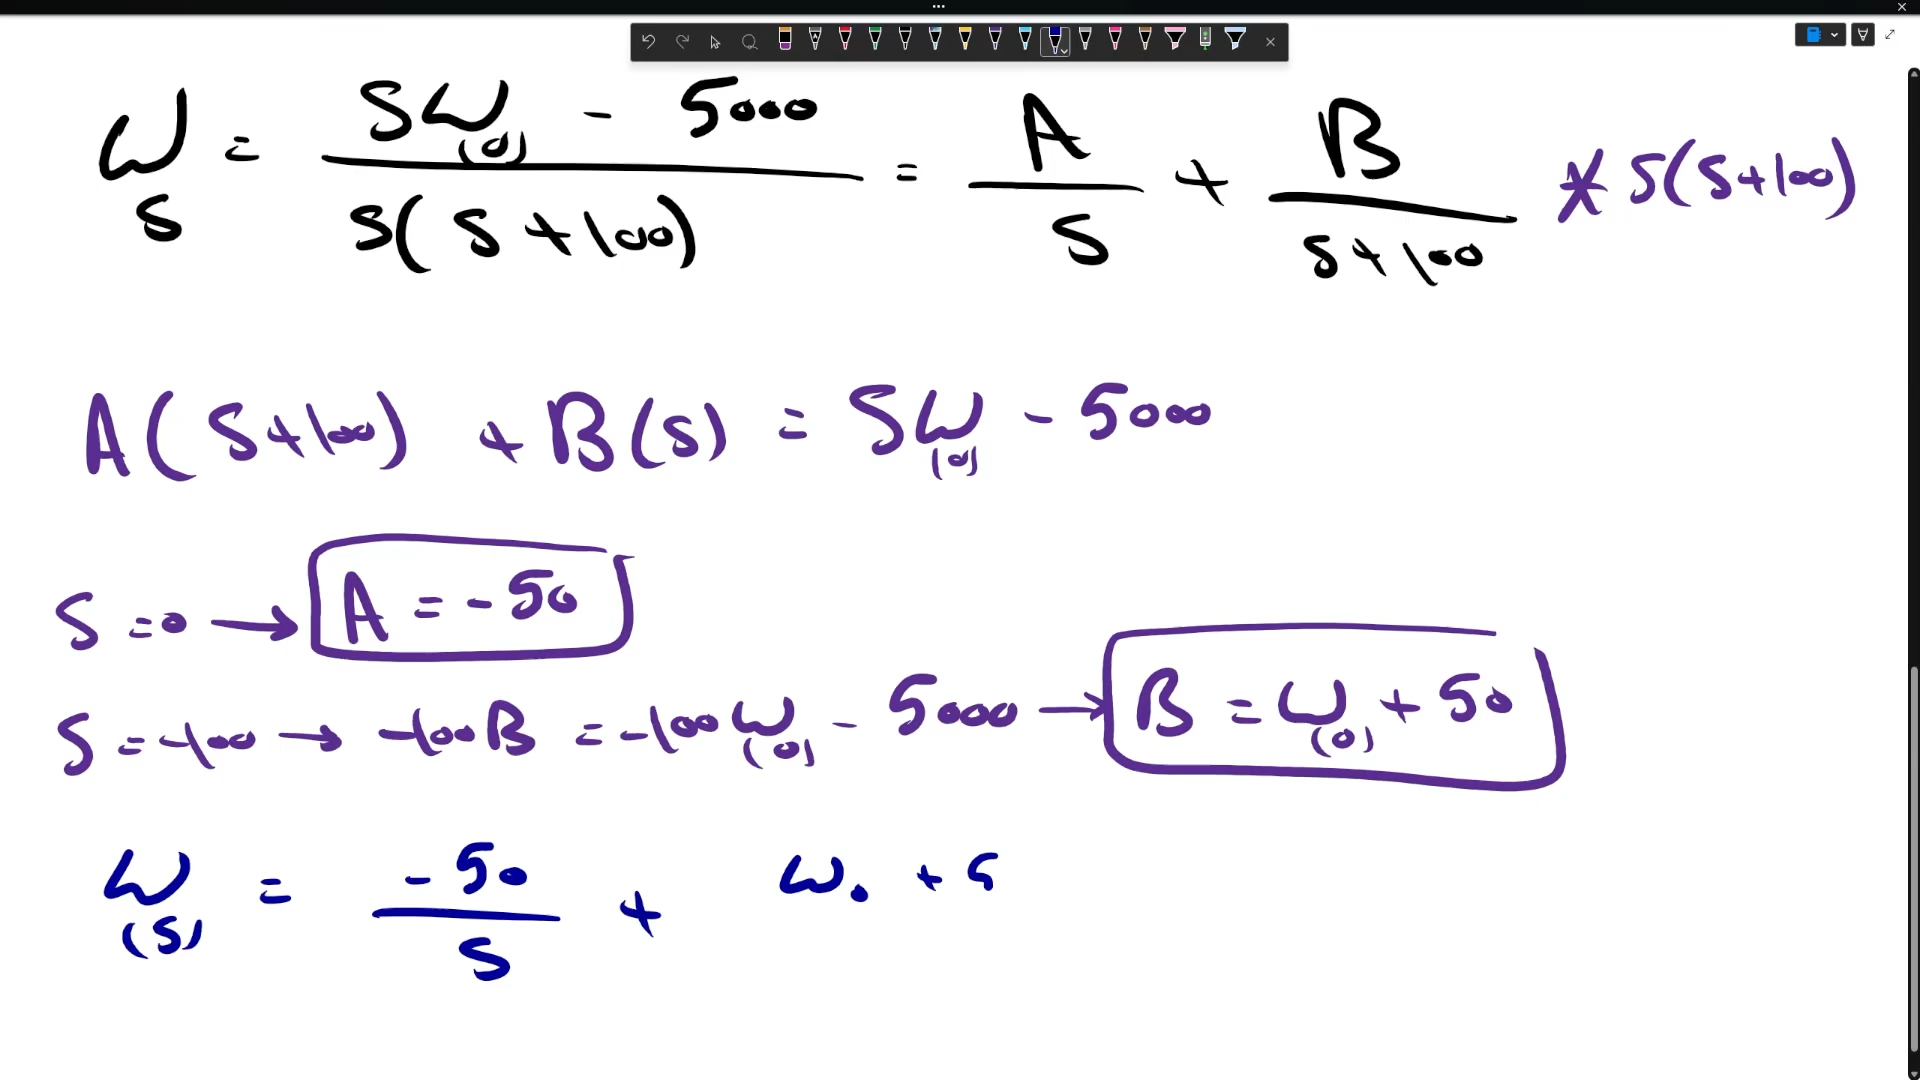 W(s) = (SW(0) - 5000) / (S(S+100)) = A/S + B/(S+100) * S(S+100)
A(S+100) + B(S) = SW(0) - 5000
S=0 → A = -50
S=-100 → -100B = -100W(0) - 5000 → B = W(0) + 50
W(S) = -50/S + W0 + 5